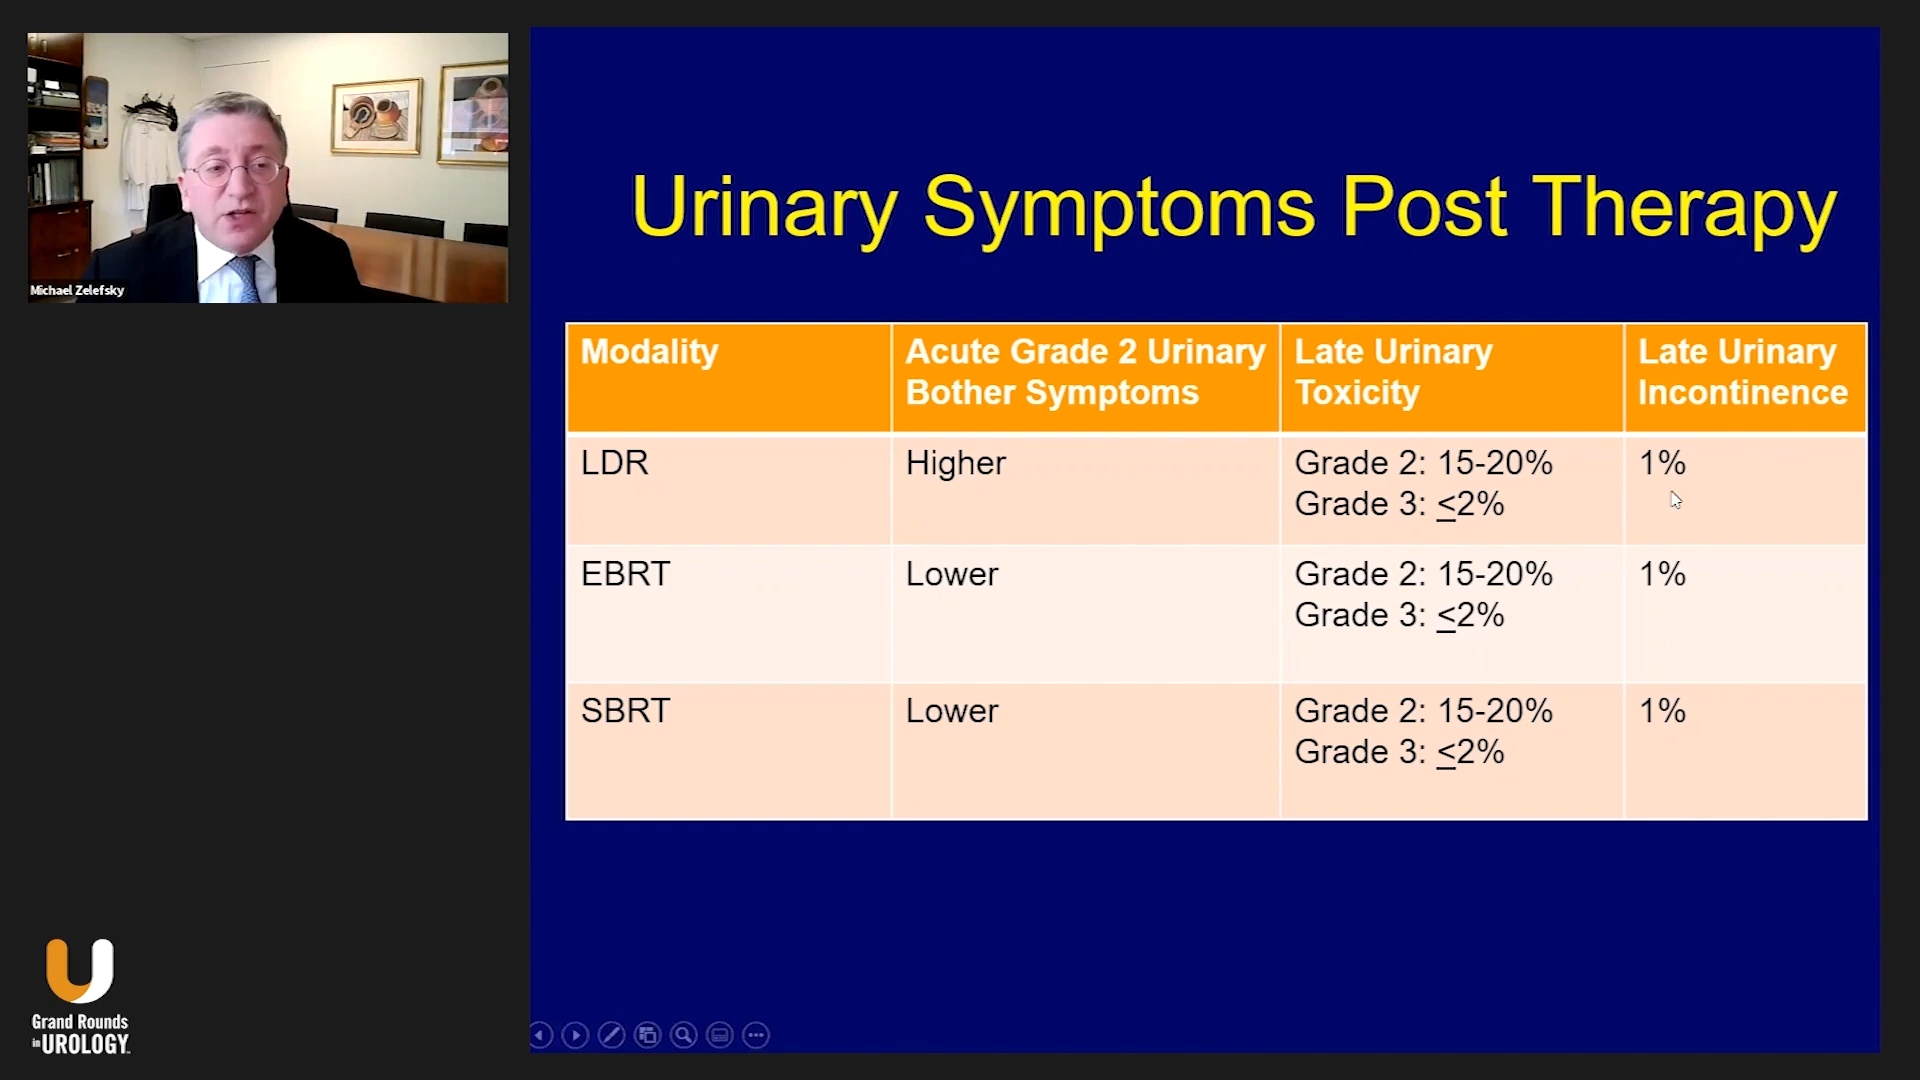 Michael Zelefsky
Urinary Symptoms Post Therapy
Modality
Acute Grade 2 Urinary
Bother Symptoms
Late Urinary
Toxicity
Late Urinary
Incontinence
LDR
Higher
Grade 2: 15-20%
Grade 3: <2%
1%
EBRT
Lower
Grade 2: 15-20%
Grade 3: <2%
1%
SBRT
Lower
Grade 2: 15-20%
Grade 3: <2%
1%
Grand Rounds
in UROLOGY